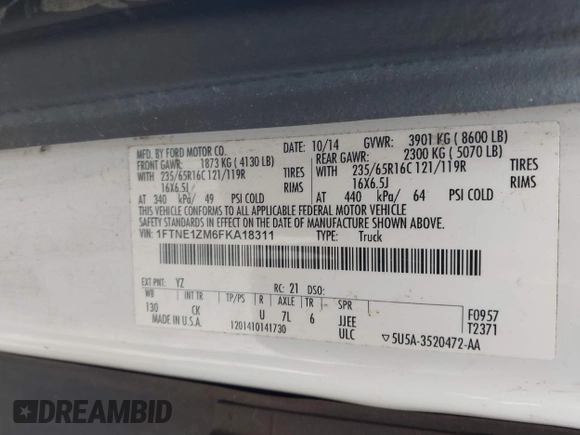 MFD. BY FORD MOTOR CO.
DATE: 10/14 GVWR: 3901 KG ( 8600 LB)
FRONT GAWR: 1873 KG ( 4130 LB) REAR GAWR: 2300 KG ( 5070 LB)
WITH 235/65R16C 121/119R TIRES WITH 235/65R16C 121/119R TIRES
16X6.5J RIMS 16X6.5J RIMS
AT 340 kPa/ 49 PSI COLD AT 440 kPa/ 64 PSI COLD
THIS VEHICLE CONFORMS TO ALL APPLICABLE FEDERAL MOTOR VEHICLE
SAFETY STANDARDS IN EFFECT ON THE DATE OF MANUFACTURE SHOWN ABOVE.
VIN: 1FTNE1ZM6FKA18311 TYPE: Truck
EXT PNT: YZ RC: 21 DSO:
WB INT TR TP/PS R AXLE TR SPR
130 CK U 7L 6 JJEE
MADE IN U.S.A. 1201410141730 ULC
F0957
T2371
▽5U5A-3520472-AA
DREAMBID